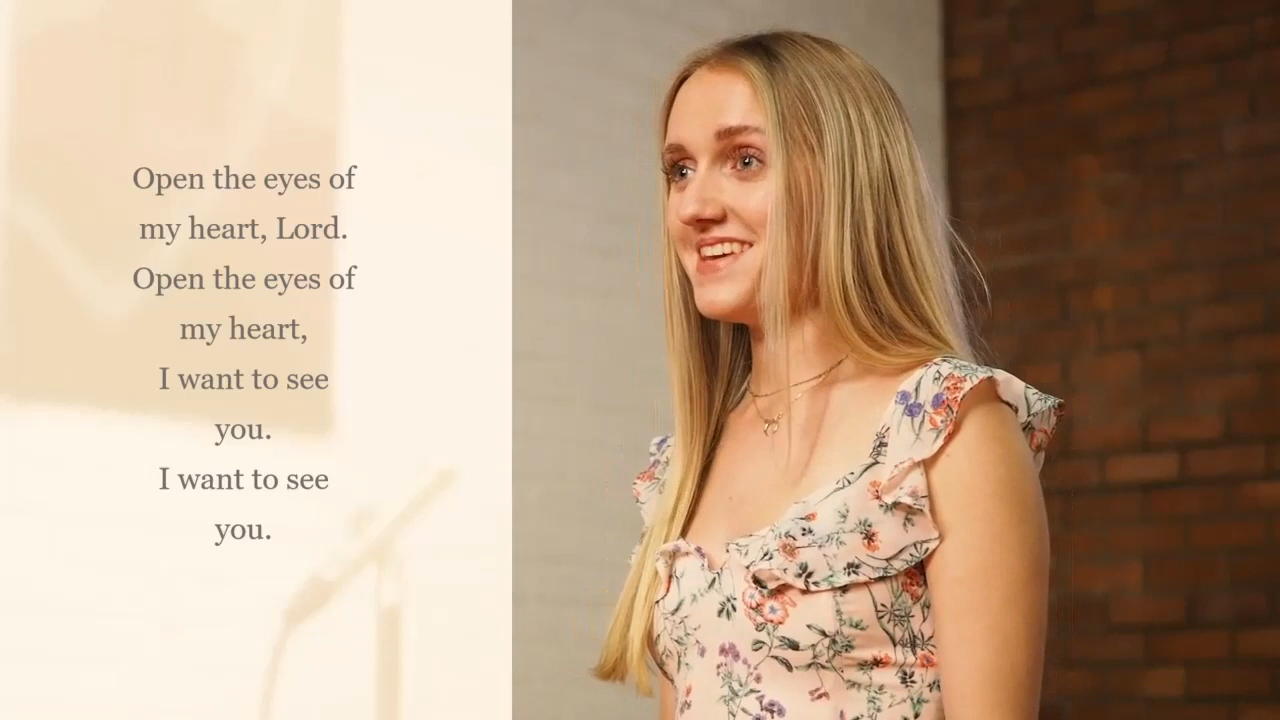 Open the eyes of
my heart, Lord.
Open the eyes of
my heart,
I want to see
you.
I want to see
you.